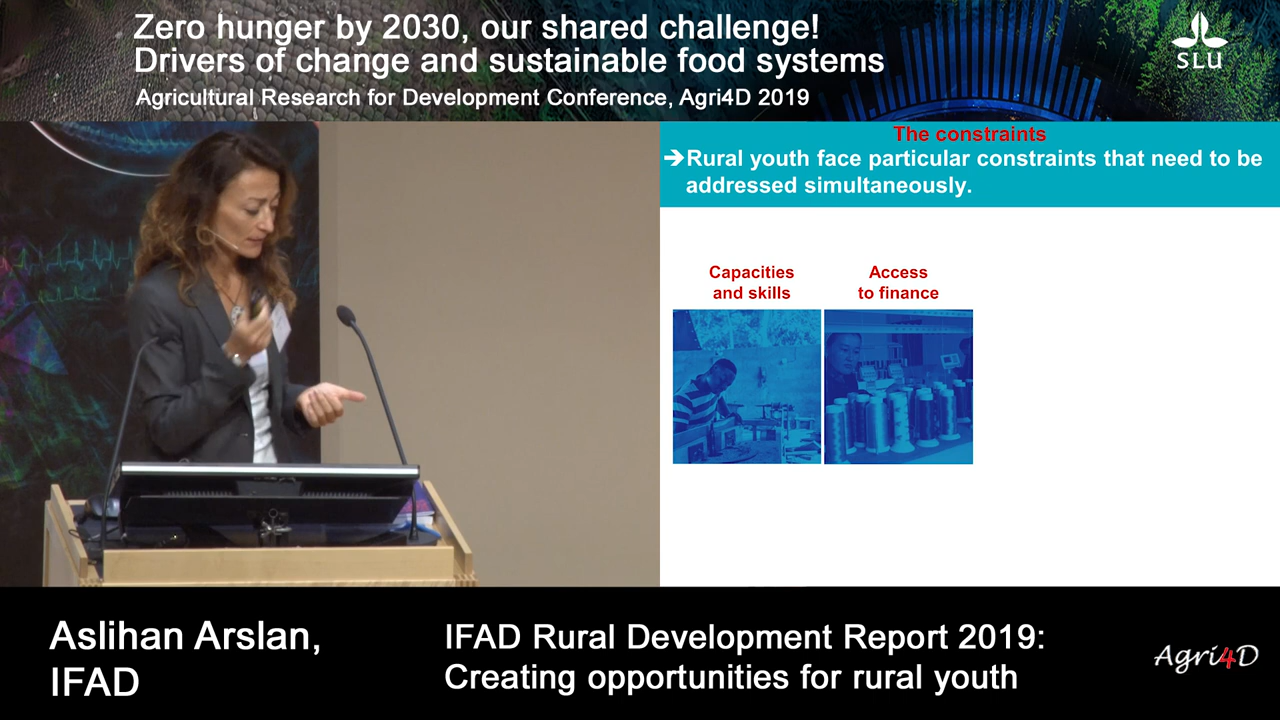 Zero hunger by 2030, our shared challenge!
Drivers of change and sustainable food systems
Agricultural Research for Development Conference, Agri4D 2019
SLU
The constraints
➔Rural youth face particular constraints that need to be
addressed simultaneously.
Capacities
and skills
Access
to finance
Aslihan Arslan,
IFAD
IFAD Rural Development Report 2019:
Creating opportunities for rural youth
Agri4D